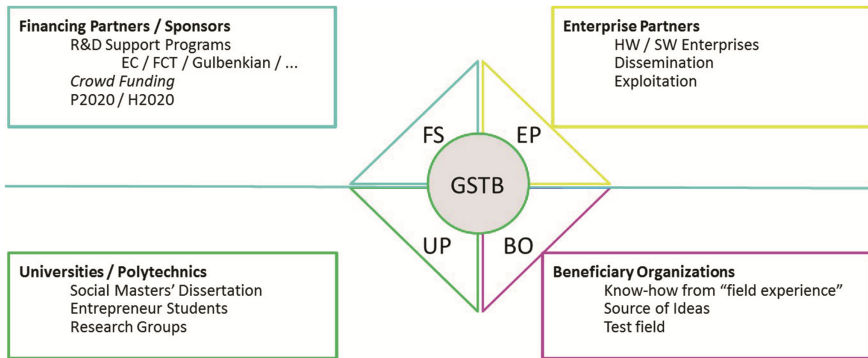 Financing Partners / Sponsors
R&D Support Programs
EC / FCT / Gulbenkian / ...
Crowd Funding
P2020 / H2020
Enterprise Partners
HW / SW Enterprises
Dissemination
Exploitation
FS
EP
GSTB
UP
BO
Universities / Polytechnics
Social Masters’ Dissertation
Entrepreneur Students
Research Groups
Beneficiary Organizations
Know-how from “field experience”
Source of Ideas
Test field